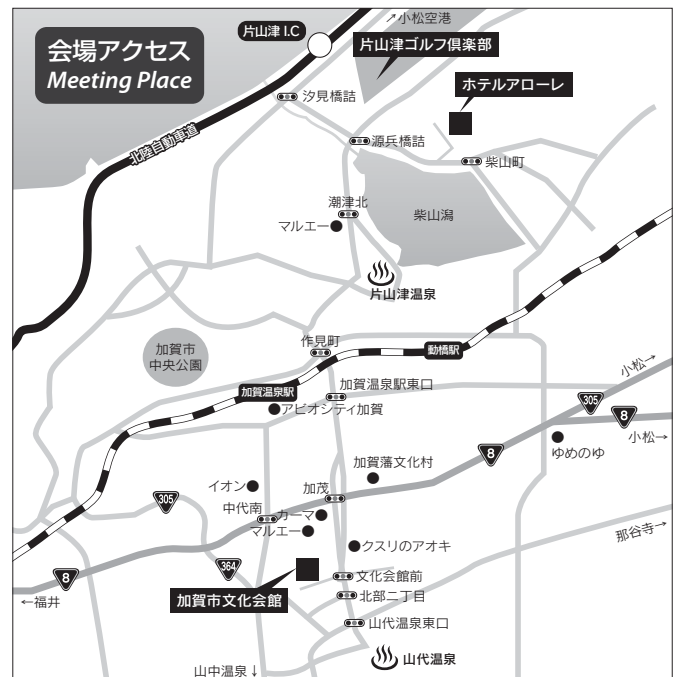 会場アクセス
Meeting Place
片山津 I.C
↗小松空港
片山津ゴルフ倶楽部
ホテルアローレ
汐見橋詰
北陸自動車道
源兵橋詰
柴山町
潮津北
マルエー
柴山潟
片山津温泉
作見町
動橋駅
加賀市
中央公園
加賀温泉駅
加賀温泉駅東口
アビオシティ加賀
小松→
305
8
小松→
ゆめのゆ
8
加賀藩文化村
イオン
加茂
305
中代南
カーマ
マルエー
クスリのアオキ
那谷寺→
364
8
文化会館前
加賀市文化会館
←福井
北部二丁目
山代温泉東口
山代温泉
山中温泉↓